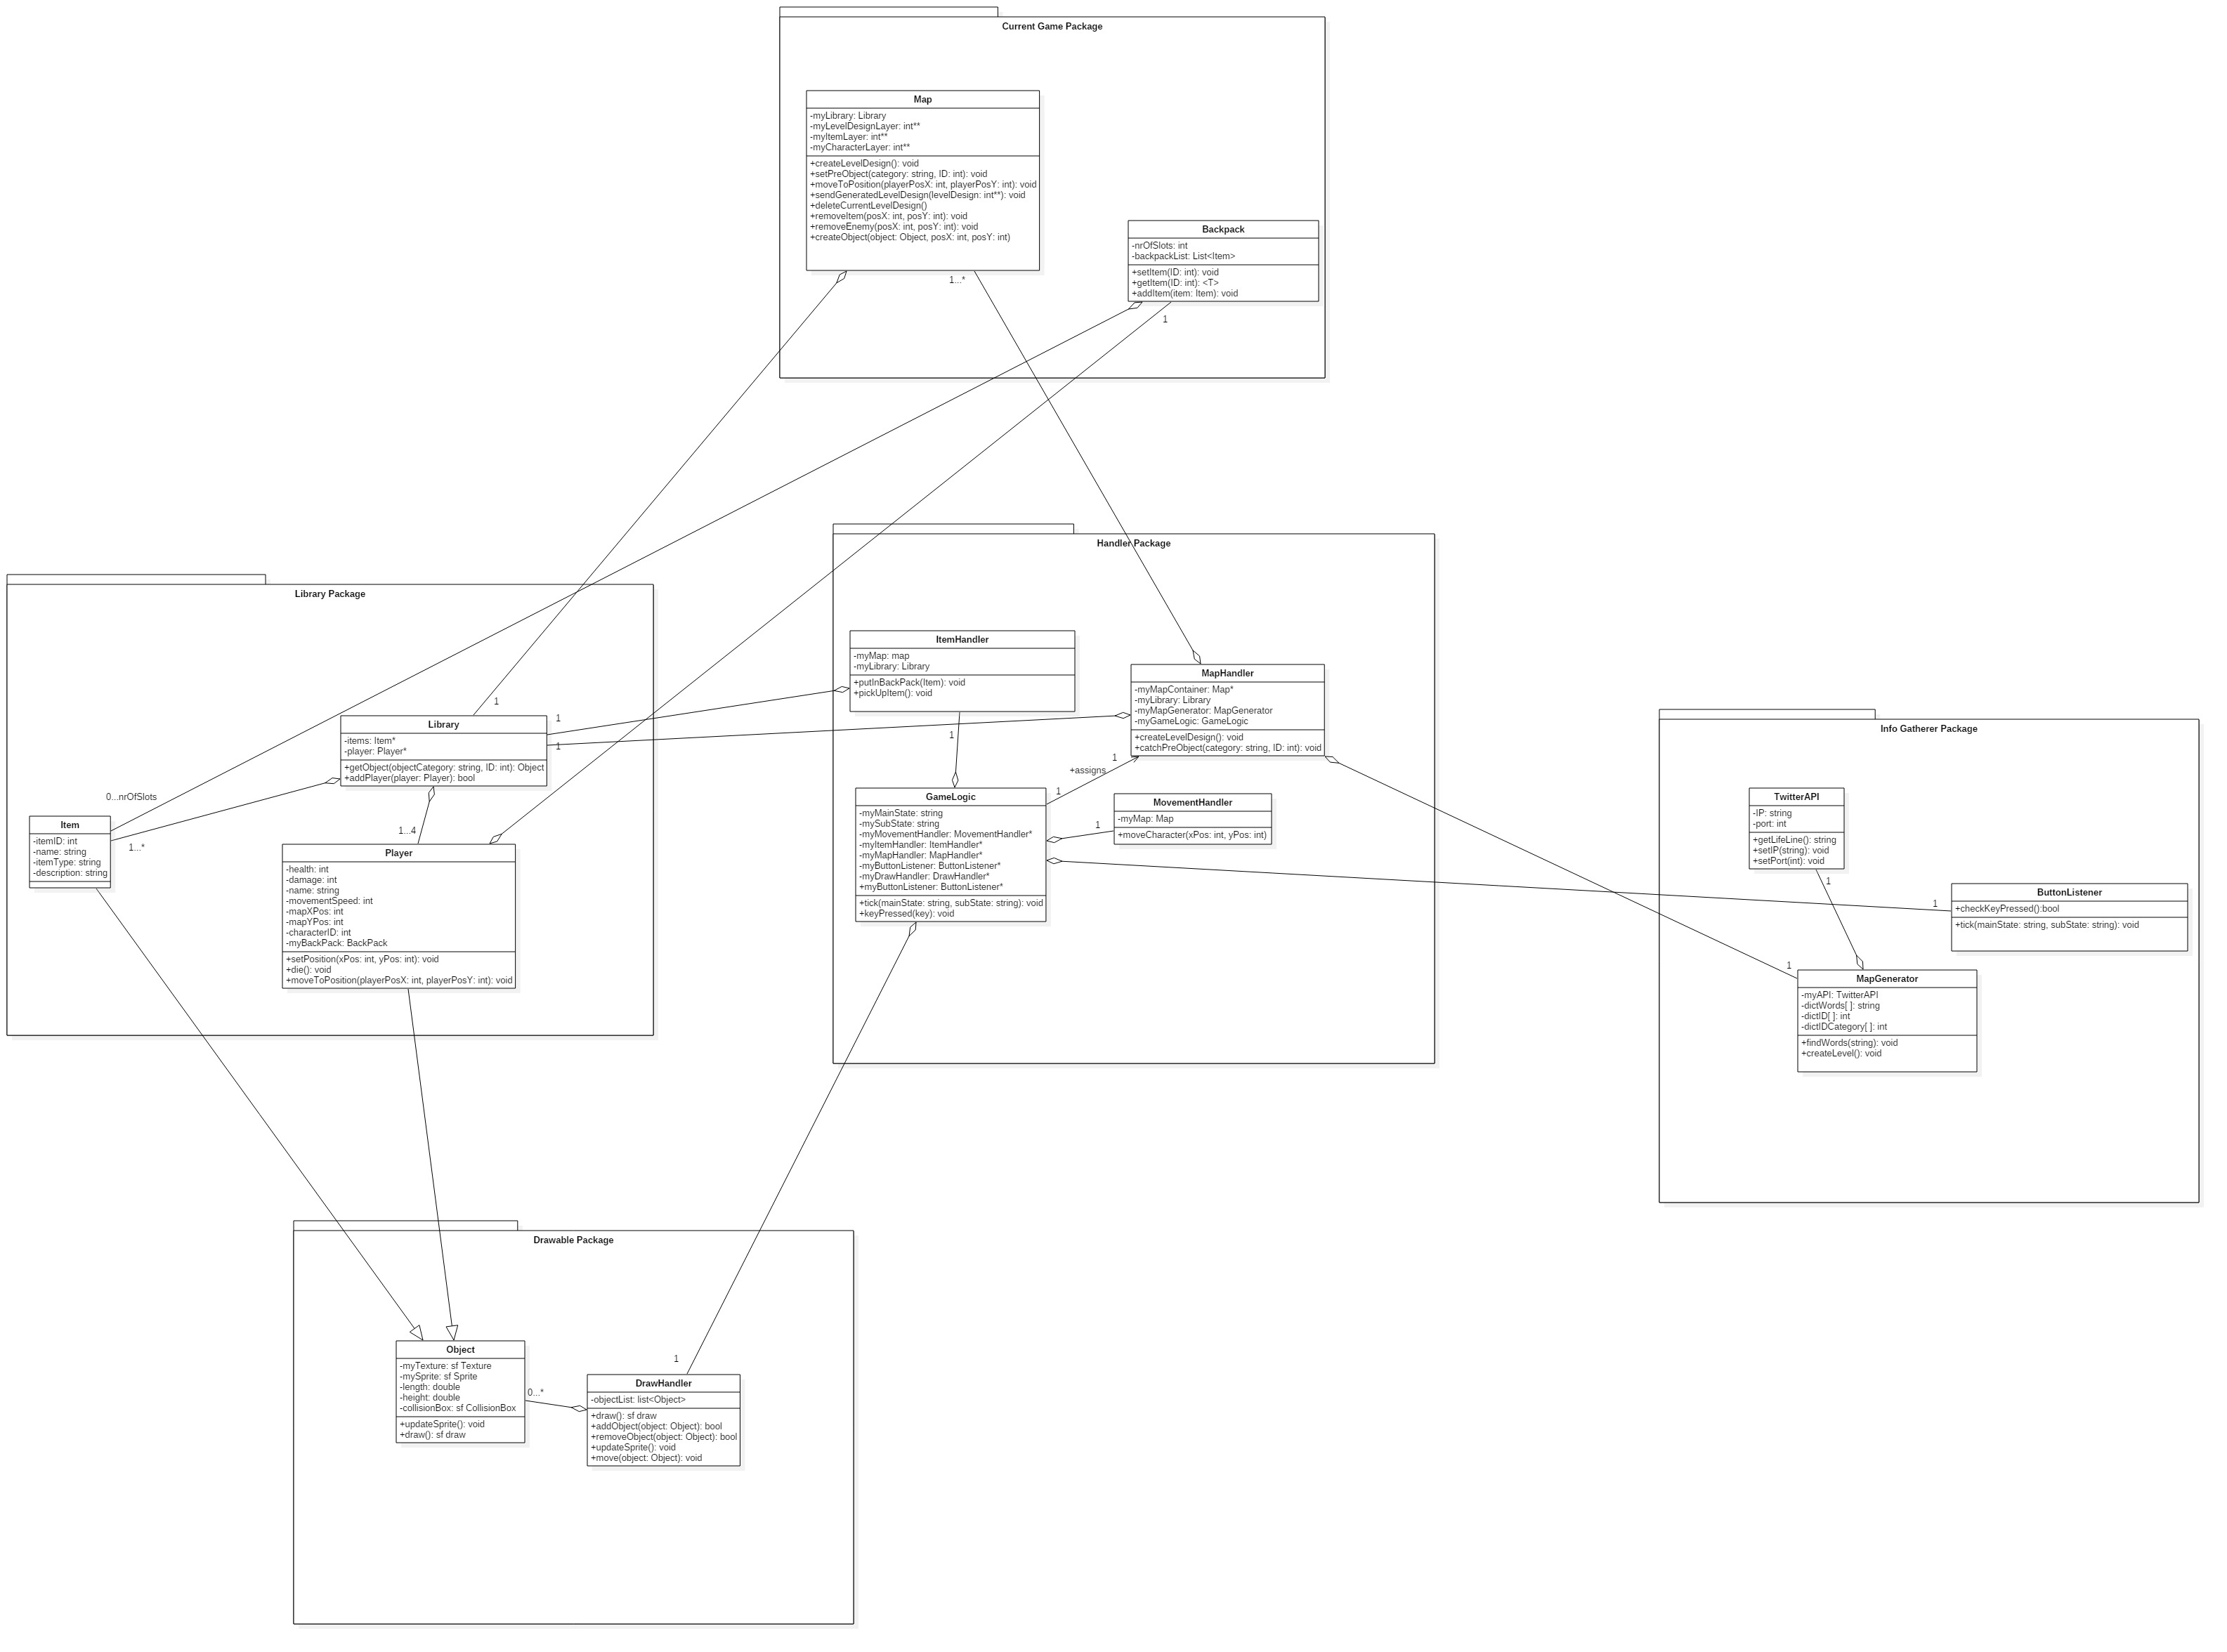 Current Game Package
Map
-myLibrary: Library
-myLevelDesignLayer: int**
-myItemLayer: int**
-myCharacterLayer: int**
+createLevelDesign(): void
+setPreObject(category: string, ID: int): void
+moveToPosition(playerPosX: int, playerPosY: int): void
+sendGeneratedLevelDesign(levelDesign: int**): void
+deleteCurrentLevelDesign()
+removeItem(posX: int, posY: int): void
+removeEnemy(posX: int, posY: int): void
+createObject(object: Object, posX: int, posY: int)
1...*
Backpack
-nrOfSlots: int
-backpackList: List<Item>
+setItem(ID: int): void
+getItem(ID: int): <T>
+addItem(item: Item): void
1
Library Package
1
Library
-items: Item*
-player: Player*
+getObject(objectCategory: string, ID: int): Object
+addPlayer(player: Player): bool
1
1
0...nrOfSlots
1...*
1...4
Item
-itemID: int
-name: string
-itemType: string
-description: string
Player
-health: int
-damage: int
-name: string
-movementSpeed: int
-mapXPos: int
-mapYPos: int
-characterID: int
-myBackPack: BackPack
+setPosition(xPos: int, yPos: int): void
+die(): void
+moveToPosition(playerPosX: int, playerPosY: int): void
Handler Package
ItemHandler
-myMap: map
-myLibrary: Library
+putInBackPack(Item): void
+pickUpItem(): void
1
MapHandler
-myMapContainer: Map*
-myLibrary: Library
-myMapGenerator: MapGenerator
-myGameLogic: GameLogic
+createLevelDesign(): void
+catchPreObject(category: string, ID: int): void
1
+assigns
1
GameLogic
-myMainState: string
-mySubState: string
-myMovementHandler: MovementHandler*
-myItemHandler: ItemHandler*
-myMapHandler: MapHandler*
-myButtonListener: ButtonListener*
-myDrawHandler: DrawHandler*
+myButtonListener: ButtonListener*
+tick(mainState: string, subState: string): void
+keyPressed(key): void
1
MovementHandler
-myMap: Map
+moveCharacter(xPos: int, yPos: int)
Info Gatherer Package
TwitterAPI
-IP: string
-port: int
+getLifeLine(): string
+setIP(string): void
+setPort(int): void
1
ButtonListener
+checkKeyPressed():bool
+tick(mainState: string, subState: string): void
1
1
MapGenerator
-myAPI: TwitterAPI
-dictWords[ ]: string
-dictID[ ]: int
-dictIDCategory[ ]: int
+findWords(string): void
+createLevel(): void
Drawable Package
Object
-myTexture: sf Texture
-mySprite: sf Sprite
-length: double
-height: double
-collisionBox: sf CollisionBox
+updateSprite(): void
+draw(): sf draw
0...*
1
DrawHandler
-objectList: list<Object>
+draw(): sf draw
+addObject(object: Object): bool
+removeObject(object: Object): bool
+updateSprite(): void
+move(object: Object): void